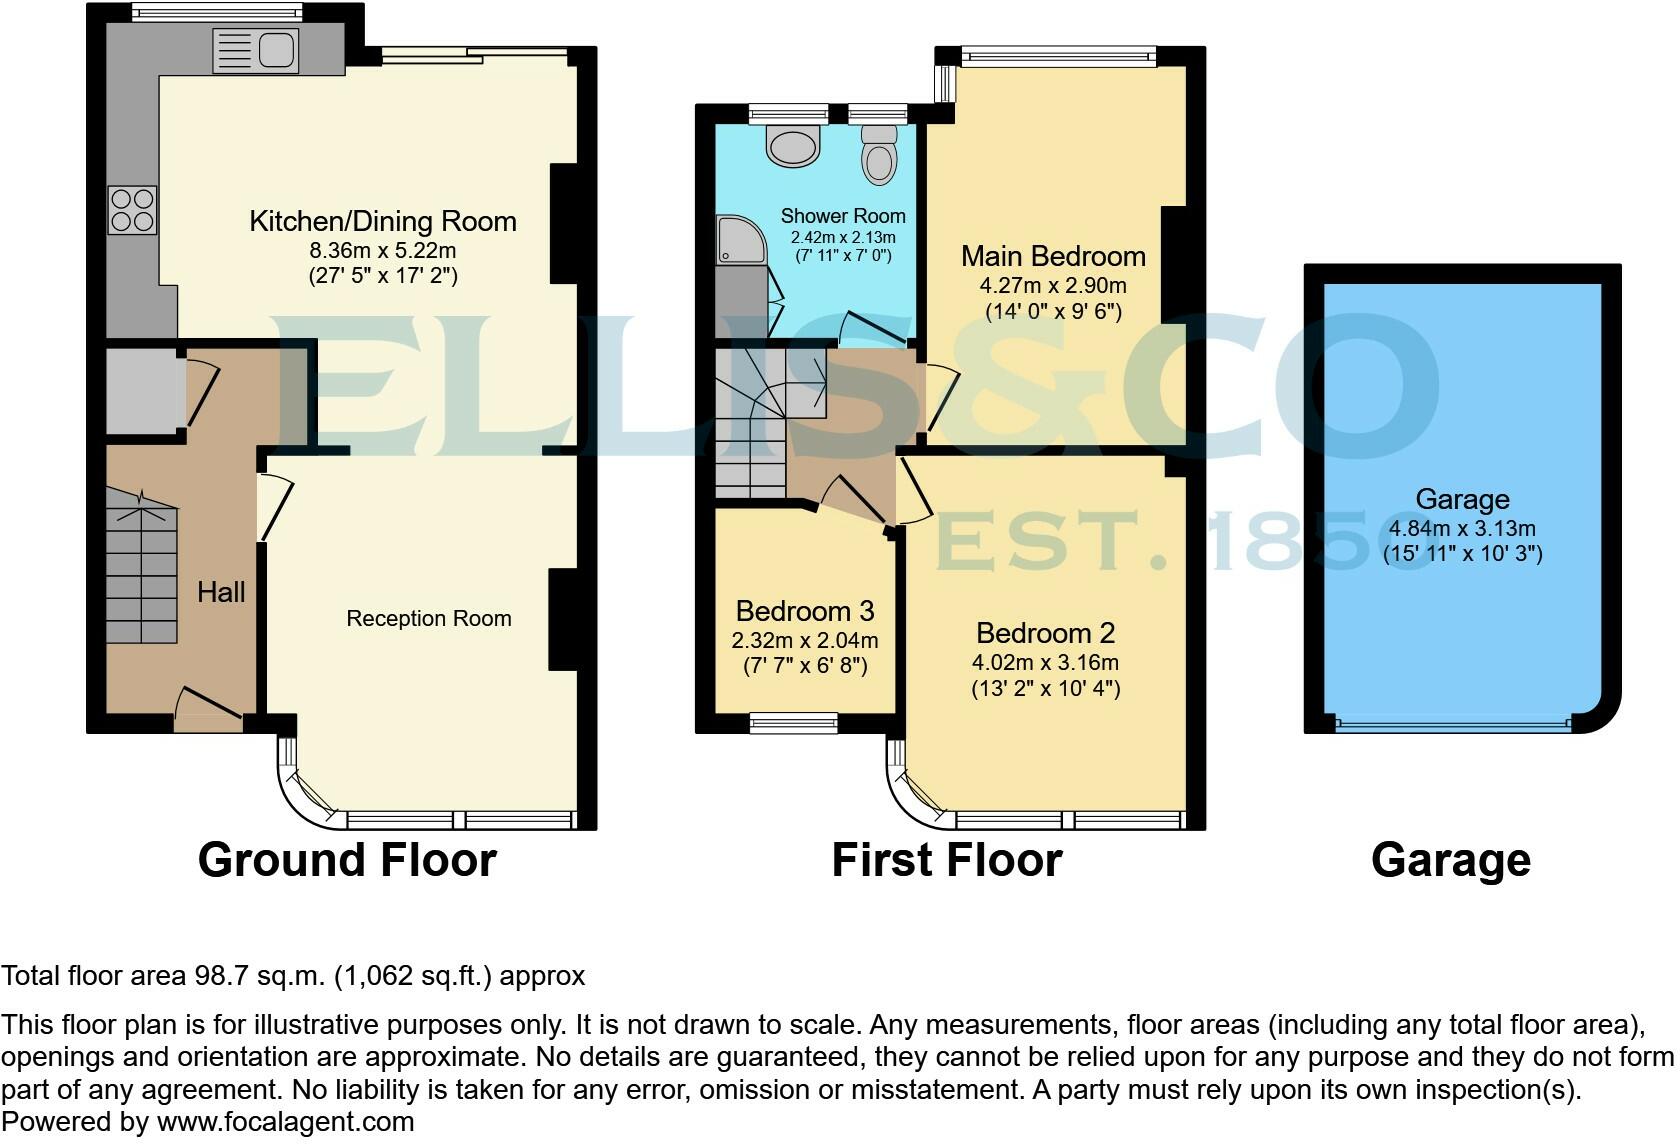 Kitchen/Dining Room
8.36m x 5.22m
(27' 5" x 17' 2")
Hall
Reception Room
Ground Floor
Shower Room
2.42m x 2.13m
(7' 11" x 7' 0")
Main Bedroom
4.27m x 2.90m
(14' 0" x 9' 6")
Bedroom 3
2.32m x 2.04m
(7' 7" x 6' 8")
Bedroom 2
4.02m x 3.16m
(13' 2" x 10' 4")
First Floor
Garage
4.84m x 3.13m
(15' 11" x 10' 3")
Garage
ELLIS&CO
EST. 1850
Total floor area 98.7 sq.m. (1,062 sq.ft.) approx
This floor plan is for illustrative purposes only. It is not drawn to scale. Any measurements, floor areas (including any total floor area),
openings and orientation are approximate. No details are guaranteed, they cannot be relied upon for any purpose and they do not form
part of any agreement. No liability is taken for any error, omission or misstatement. A party must rely upon its own inspection(s).
Powered by www.focalagent.com